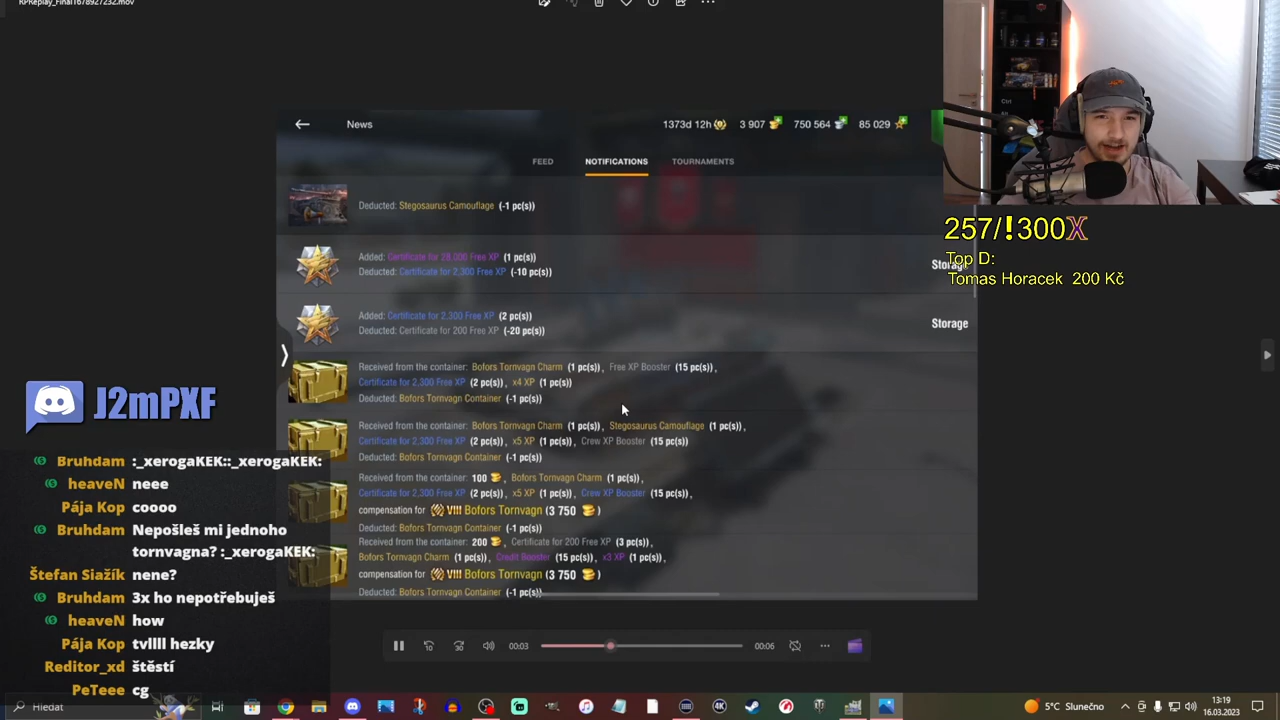 RPReplay_Final1678927232.mov
News
1373d 12h
3 907
750 564
85 029
FEED
NOTIFICATIONS
TOURNAMENTS
Deducted: Stegosaurus Camouflage (-1 pc(s))
Added: Certificate for 28,000 Free XP (1 pc(s))
Deducted: Certificate for 2,300 Free XP (-10 pc(s))
Storage
Added: Certificate for 2,300 Free XP (2 pc(s))
Deducted: Certificate for 200 Free XP (-20 pc(s))
Storage
Received from the container: Bofors Tornvagn Charm (1 pc(s)), Free XP Booster (15 pc(s)),
Certificate for 2,300 Free XP (2 pc(s)), x4 XP (1 pc(s))
Deducted: Bofors Tornvagn Container (-1 pc(s))
Received from the container: Bofors Tornvagn Charm (1 pc(s)), Stegosaurus Camouflage (1 pc(s)),
Certificate for 2,300 Free XP (2 pc(s)), x5 XP (1 pc(s)), Crew XP Booster (15 pc(s))
Deducted: Bofors Tornvagn Container (-1 pc(s))
Received from the container: 100, Bofors Tornvagn Charm (1 pc(s)),
Certificate for 2,300 Free XP (2 pc(s)), x5 XP (1 pc(s)), Crew XP Booster (15 pc(s)),
compensation for VIII Bofors Tornvagn (3 750)
Deducted: Bofors Tornvagn Container (-1 pc(s))
Received from the container: 200, Certificate for 200 Free XP (3 pc(s)),
Bofors Tornvagn Charm (1 pc(s)), Credit Booster (15 pc(s)), x3 XP (1 pc(s)),
compensation for VIII Bofors Tornvagn (3 750)
Deducted: Bofors Tornvagn Container (-1 pc(s))
257/!300X
Top D:
Tomas Horacek 200 Kč
J2mPXF
Bruhdam :_xerogaKEK::_xerogaKEK:
heaveN neee
Pája Kop coooo
Bruhdam Nepošleš mi jednoho
tornvagna? :_xerogaKEK:
Štefan Siažík nene?
Bruhdam 3x ho nepotřebuješ
heaveN how
Pája Kop tvllll hezky
Reditor_xd štěstí
PeTeee cg
10
30
00:03
00:06
Hledat
4K
5°C Slunečno
13:19
16.03.2023